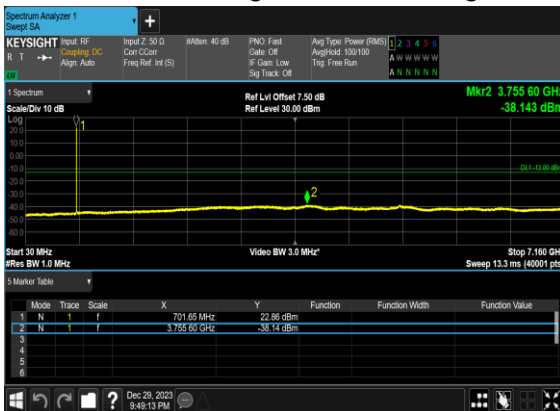 Spectrum Analyzer 1
Swept SA
KEYSIGHT Input: RF Input Z: 50 Ω #Atten: 40 dB PNO: Fast Avg Type: Power (RMS) 1 2 3 4 5 6
R T Coupling: DC Corr CCorr Gate: Off Avg|Hold: 100/100 A W W W W W
Align: Auto Freq Ref: Int (S) IF Gain: Low Trig: Free Run
Sig Track: Off A N N N N N
LV
1 Spectrum Ref Lvl Offset 7.50 dB Mkr2 3.755 60 GHz
Scale/Div 10 dB Ref Level 30.00 dBm -38.143 dBm
Log
20.0 1
10.0
0.00
-10.0 DL1 -13.00 dBm
-20.0
-30.0 2
-40.0
-50.0
-60.0
Start 30 MHz Video BW 3.0 MHz* Stop 7.160 GHz
#Res BW 1.0 MHz Sweep 13.3 ms (40001 pts
5 Marker Table
Mode Trace Scale X Y Function Function Width Function Value
1 N 1 f 701.65 MHz 22.86 dBm
2 N 1 f 3.755 60 GHz -38.14 dBm
3
4
5
6
? Dec 29, 2023
9:49:13 PM